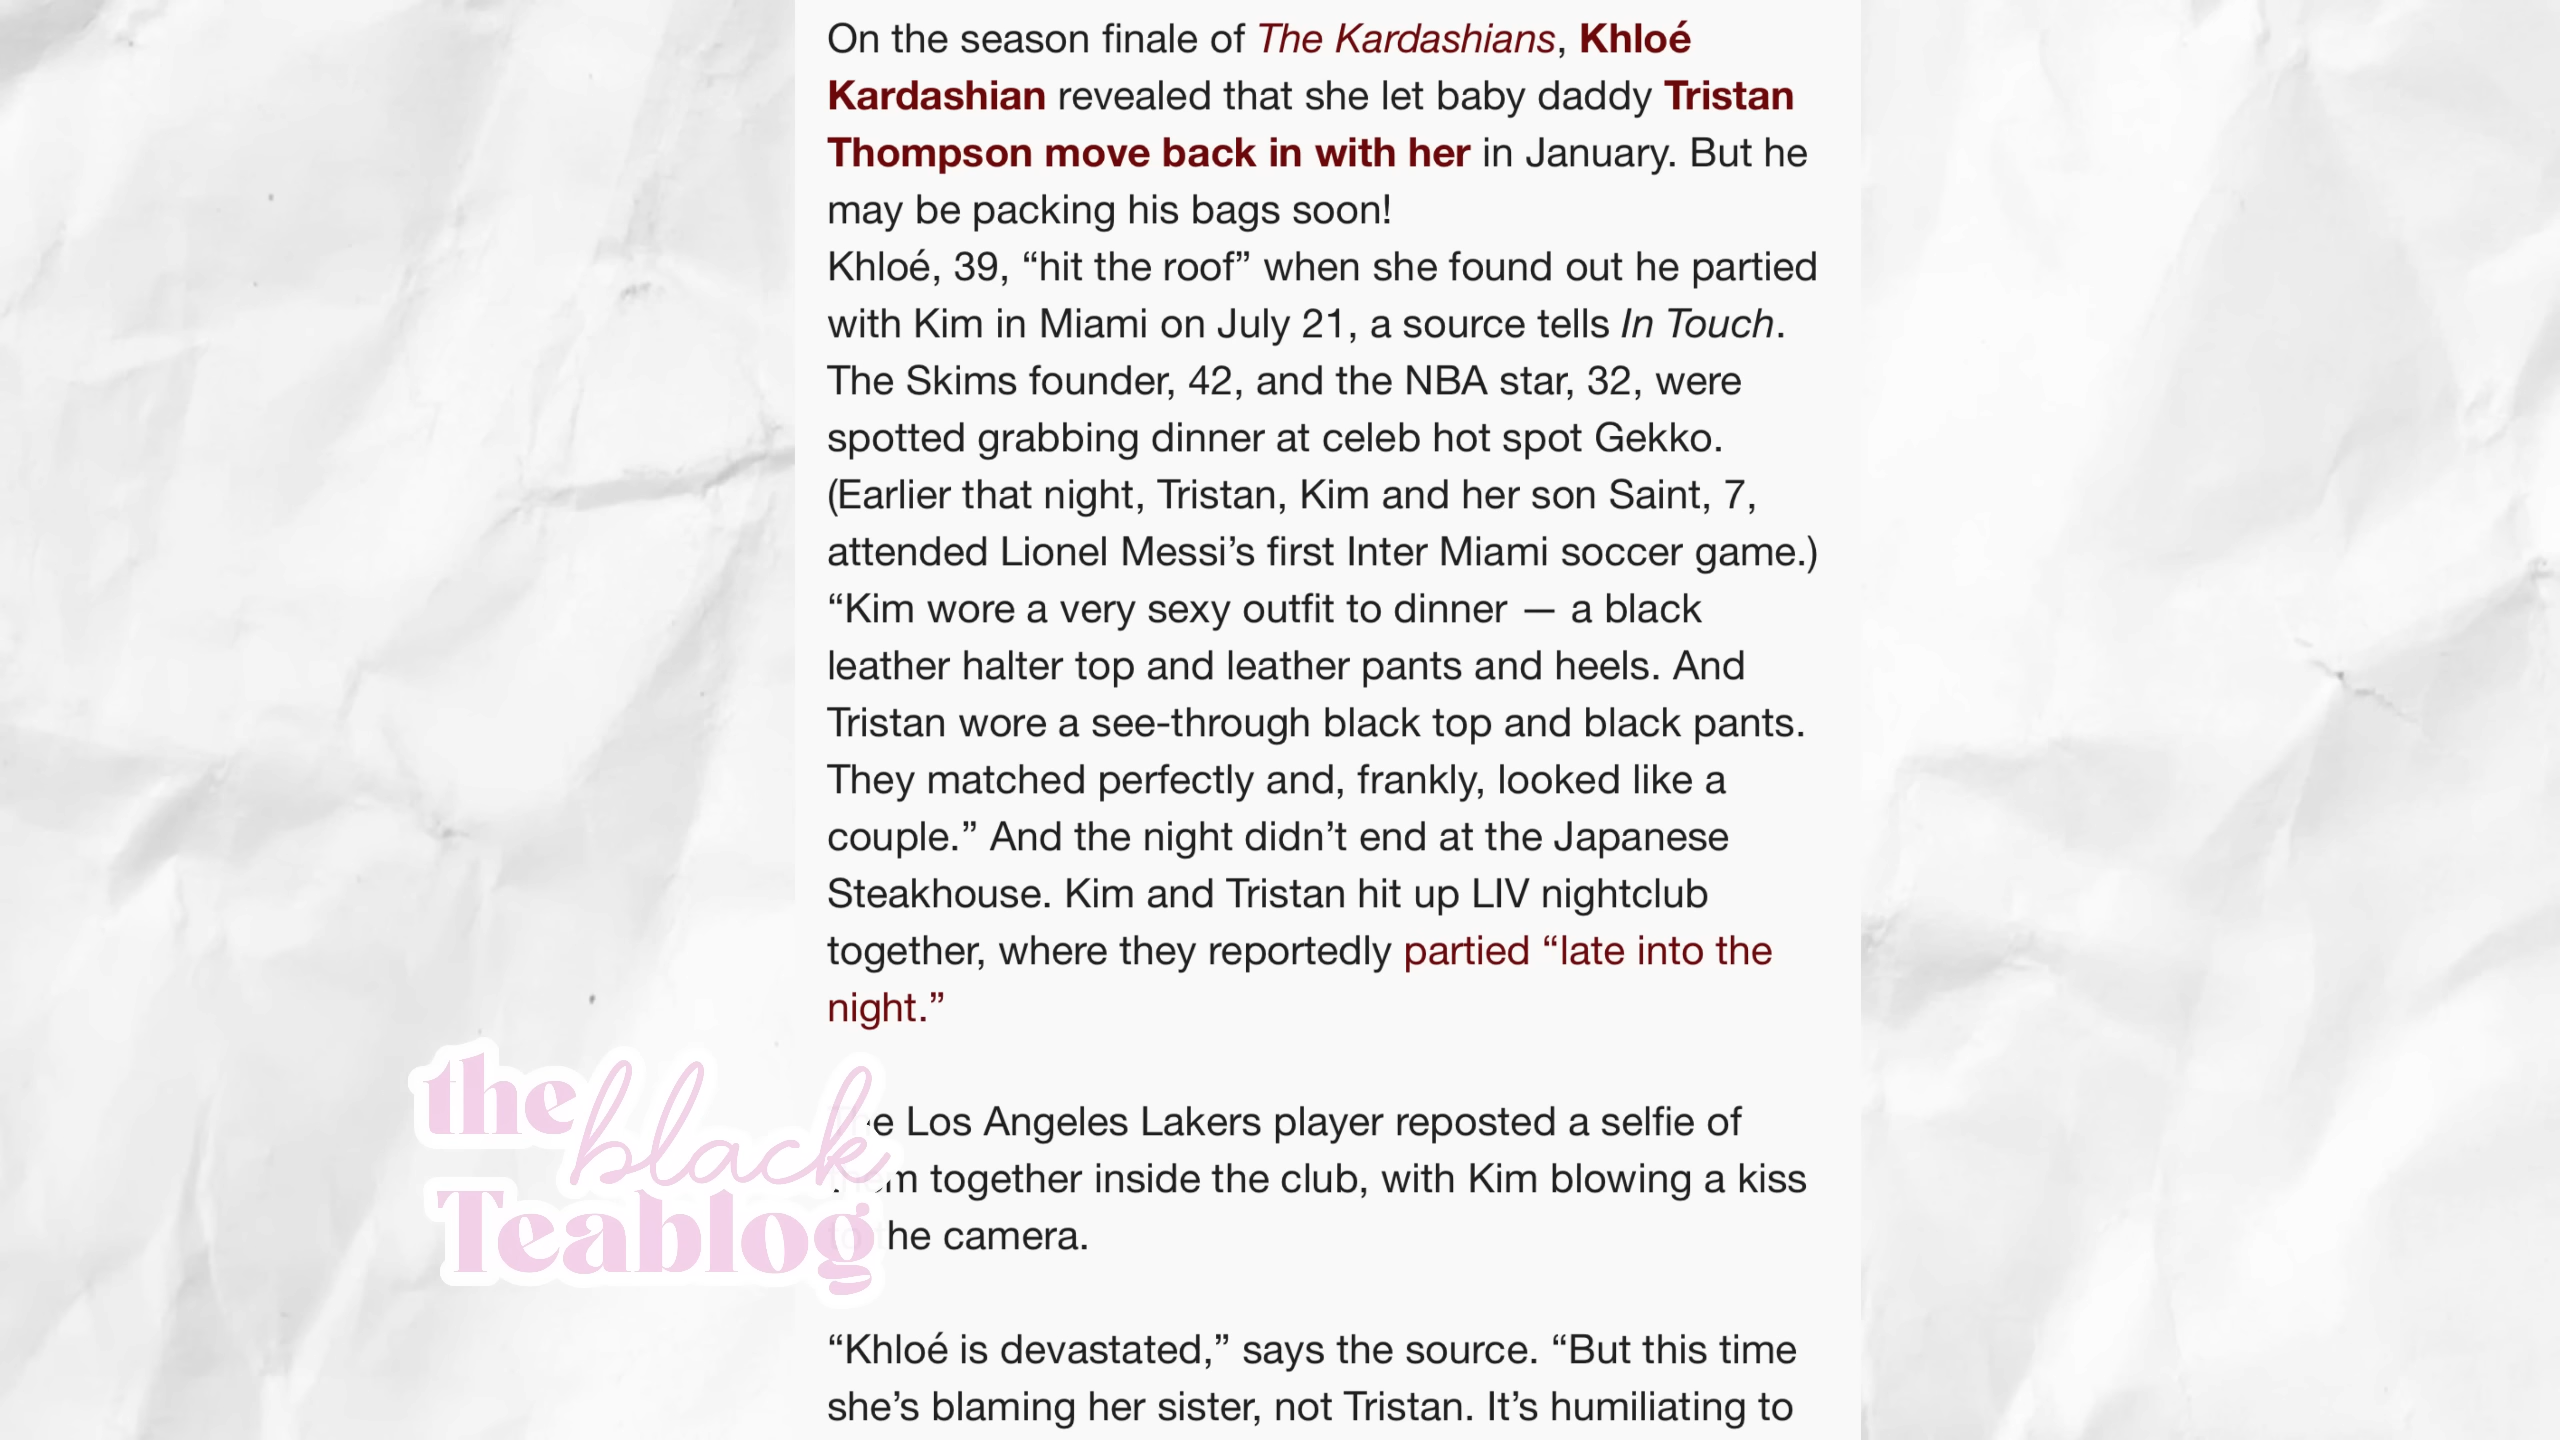 On the season finale of The Kardashians, Khloé
Kardashian revealed that she let baby daddy Tristan
Thompson move back in with her in January. But he
may be packing his bags soon!
Khloé, 39, “hit the roof” when she found out he partied
with Kim in Miami on July 21, a source tells In Touch.
The Skims founder, 42, and the NBA star, 32, were
spotted grabbing dinner at celeb hot spot Gekko.
(Earlier that night, Tristan, Kim and her son Saint, 7,
attended Lionel Messi’s first Inter Miami soccer game.)
“Kim wore a very sexy outfit to dinner — a black
leather halter top and leather pants and heels. And
Tristan wore a see-through black top and black pants.
They matched perfectly and, frankly, looked like a
couple.” And the night didn’t end at the Japanese
Steakhouse. Kim and Tristan hit up LIV nightclub
together, where they reportedly partied “late into the
night.”
Los Angeles Lakers player reposted a selfie of
together inside the club, with Kim blowing a kiss
camera.
“Khloé is devastated,” says the source. “But this time
she’s blaming her sister, not Tristan. It’s humiliating to
the black
Teablog